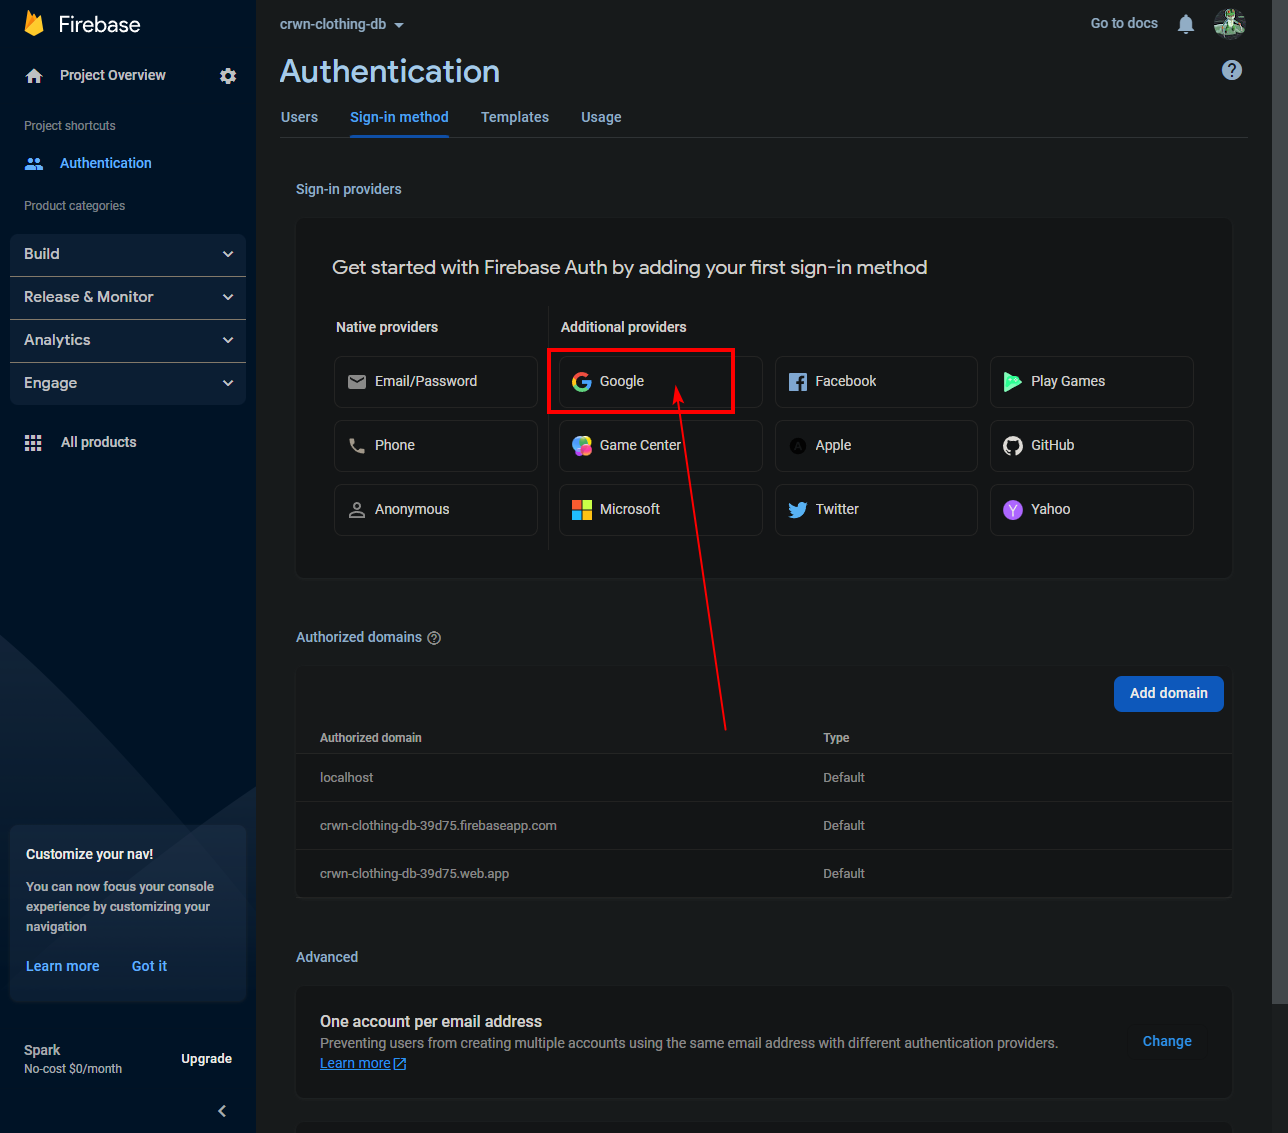 Firebase
Project Overview
Project shortcuts
Authentication
Product categories
Build
Release & Monitor
Analytics
Engage
All products
Customize your nav!
You can now focus your console
experience by customizing your
navigation
Learn more Got it
Spark
No-cost $0/month
Upgrade
crwn-clothing-db
Go to docs
Authentication
Users Sign-in method Templates Usage
Sign-in providers
Get started with Firebase Auth by adding your first sign-in method
Native providers Additional providers
Email/Password Google Facebook Play Games
Phone Game Center Apple GitHub
Anonymous Microsoft Twitter Yahoo
Authorized domains
Add domain
Authorized domain Type
localhost Default
crwn-clothing-db-39d75.firebaseapp.com Default
crwn-clothing-db-39d75.web.app Default
Advanced
One account per email address
Preventing users from creating multiple accounts using the same email address with different authentication providers.
Learn more
Change